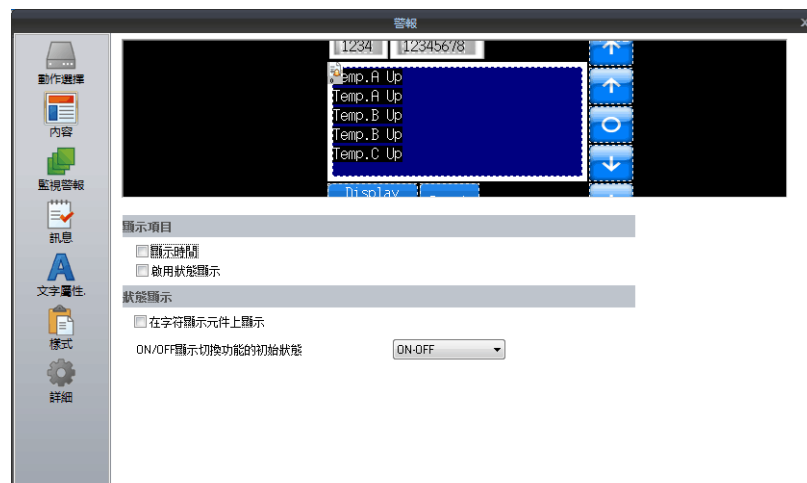 警報
動作選擇
內容
監視警報
訊息
文字屬性.
樣式
詳細
1234 12345678
Temp.A Up
Temp.A Up
Temp.B Up
Temp.B Up
Temp.C Up
Display
顯示項目
顯示時間
啟用狀態顯示
狀態顯示
在字符顯示元件上顯示
ON/OFF顯示切換功能的初始狀態 ON-OFF